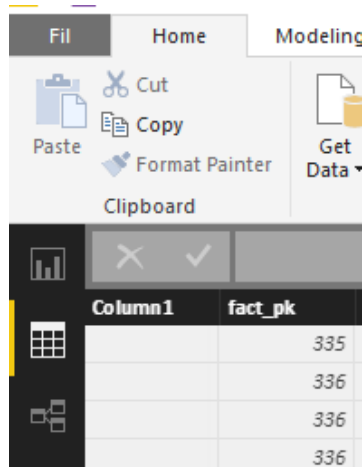 Fil Home Modeling
Cut
Copy
Paste
Format Painter
Get
Data
Clipboard
Column1 fact_pk
335
336
336
336